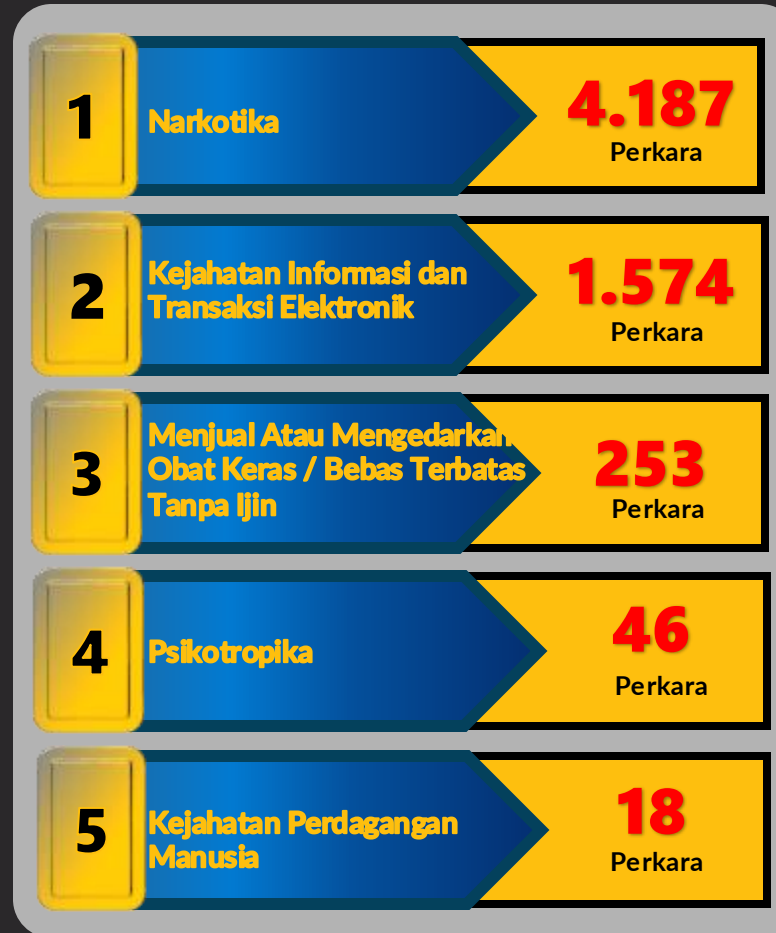 1
Narkotika
4.187
Perkara
2
Kejahatan Informasi dan
Transaksi Elektronik
1.574
Perkara
3
Menjual Atau Mengedarkan
Obat Keras / Bebas Terbatas
Tanpa Ijin
253
Perkara
4
Psikotropika
46
Perkara
5
Kejahatan Perdagangan
Manusia
18
Perkara